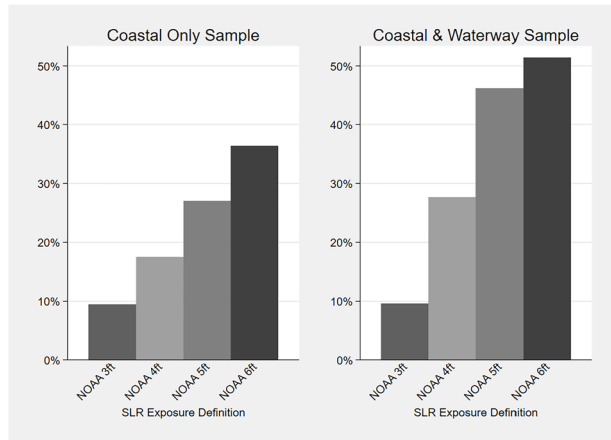 Coastal Only Sample
50%
40%
30%
20%
10%
0%
NOAA 3ft
NOAA 4ft
NOAA 5ft
NOAA 6ft
SLR Exposure Definition
Coastal & Waterway Sample
50%
40%
30%
20%
10%
0%
NOAA 3ft
NOAA 4ft
NOAA 5ft
NOAA 6ft
SLR Exposure Definition